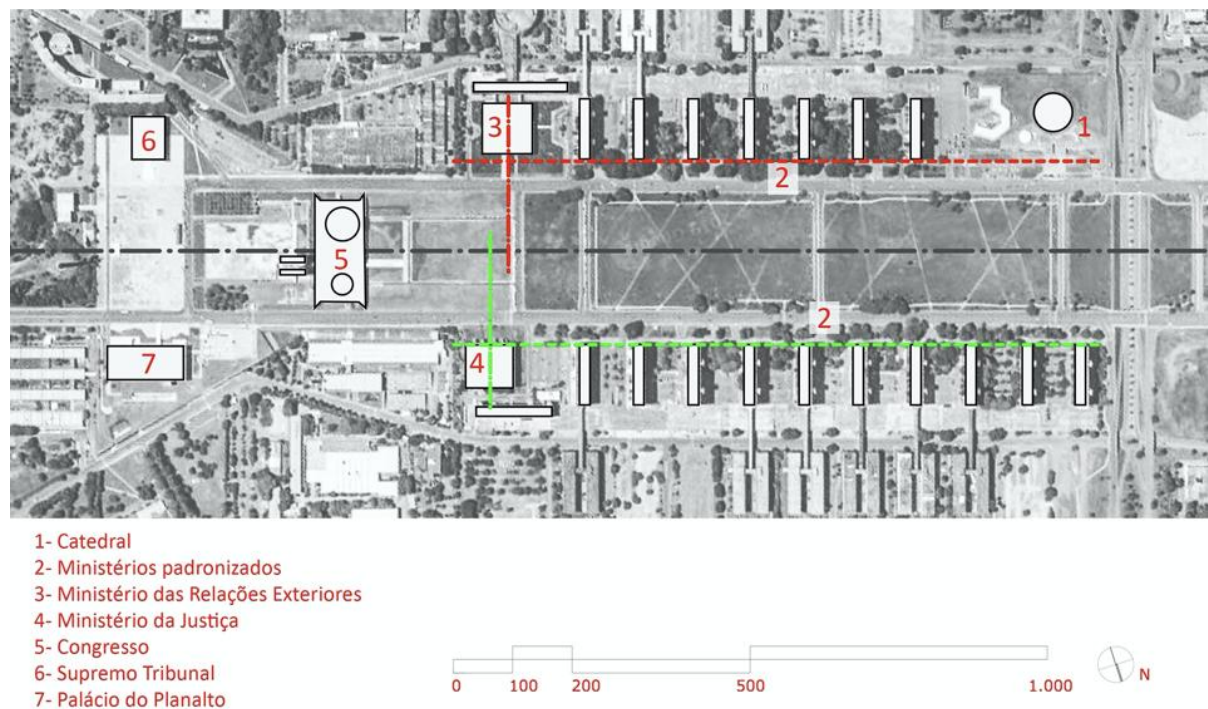 3
1
6
2
5
2
7
4
1- Catedral
2- Ministérios padronizados
3- Ministério das Relações Exteriores
4- Ministério da Justiça
5- Congresso
6- Supremo Tribunal
7- Palácio do Planalto
0 100 200 500 1.000
N